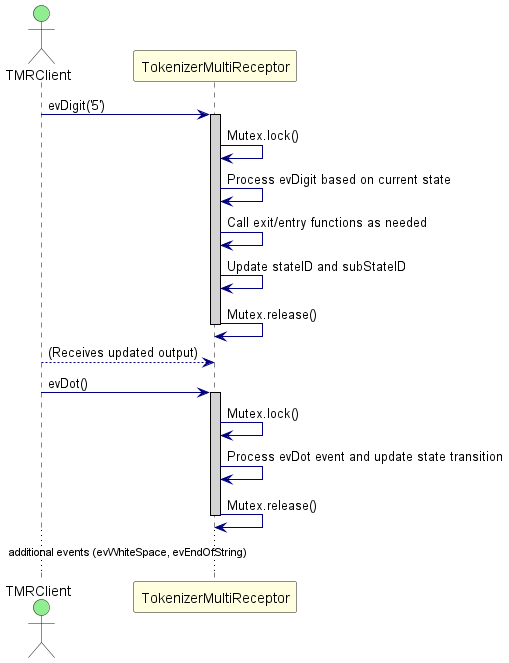 TMRClient
TokenizerMultiReceptor
evDigit('5')
Mutex.lock()
Process evDigit based on current state
Call exit/entry functions as needed
Update stateID and subStateID
Mutex.release()
(Receives updated output)
evDot()
Mutex.lock()
Process evDot event and update state transition
Mutex.release()
additional events (evWhiteSpace, evEndOfString)
TMRClient
TokenizerMultiReceptor